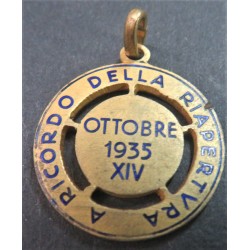 A RICORDO DELLA RIAPERTVRA
OTTOBRE
1935
XIV